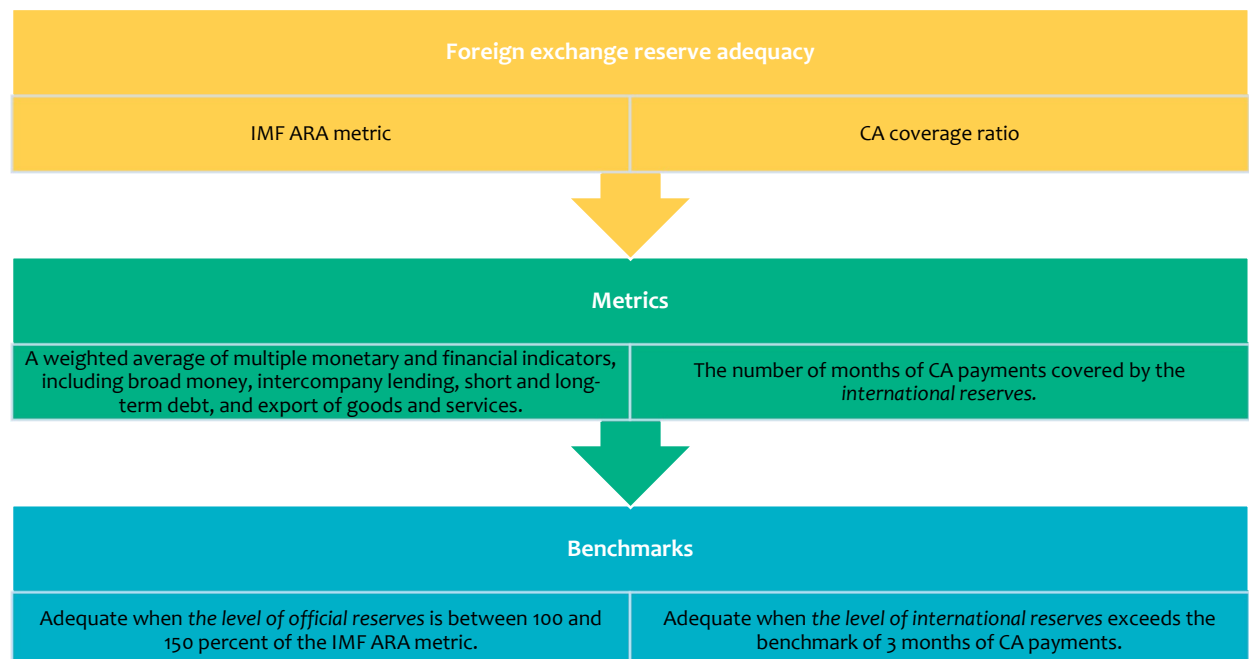 Foreign exchange reserve adequacy
IMF ARA metric
CA coverage ratio
Metrics
A weighted average of multiple monetary and financial indicators,
including broad money, intercompany lending, short and long-
term debt, and export of goods and services.
The number of months of CA payments covered by the
international reserves.
Benchmarks
Adequate when the level of official reserves is between 100 and
150 percent of the IMF ARA metric.
Adequate when the level of international reserves exceeds the
benchmark of 3 months of CA payments.